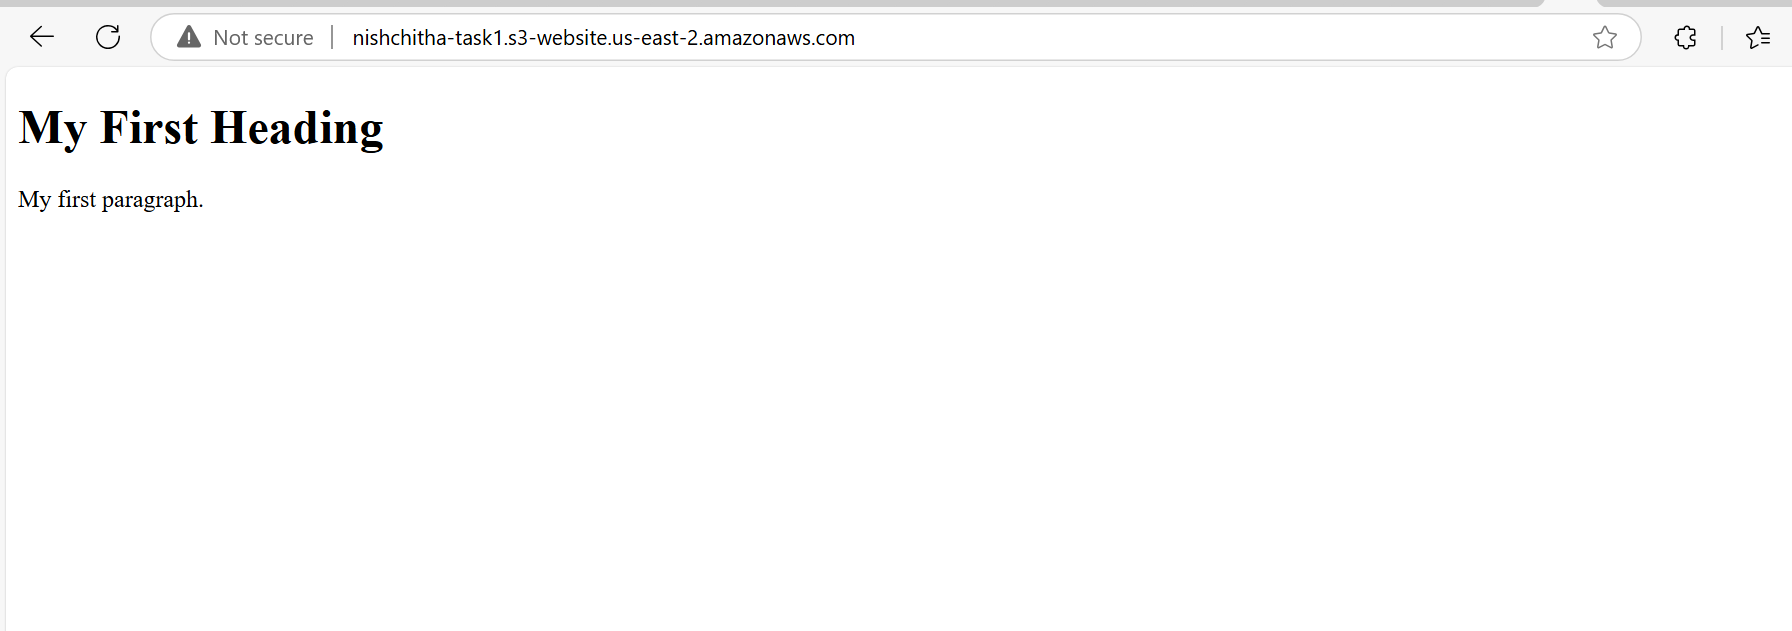 Not secure nishchitha-task1.s3-website.us-east-2.amazonaws.com
My First Heading
My first paragraph.